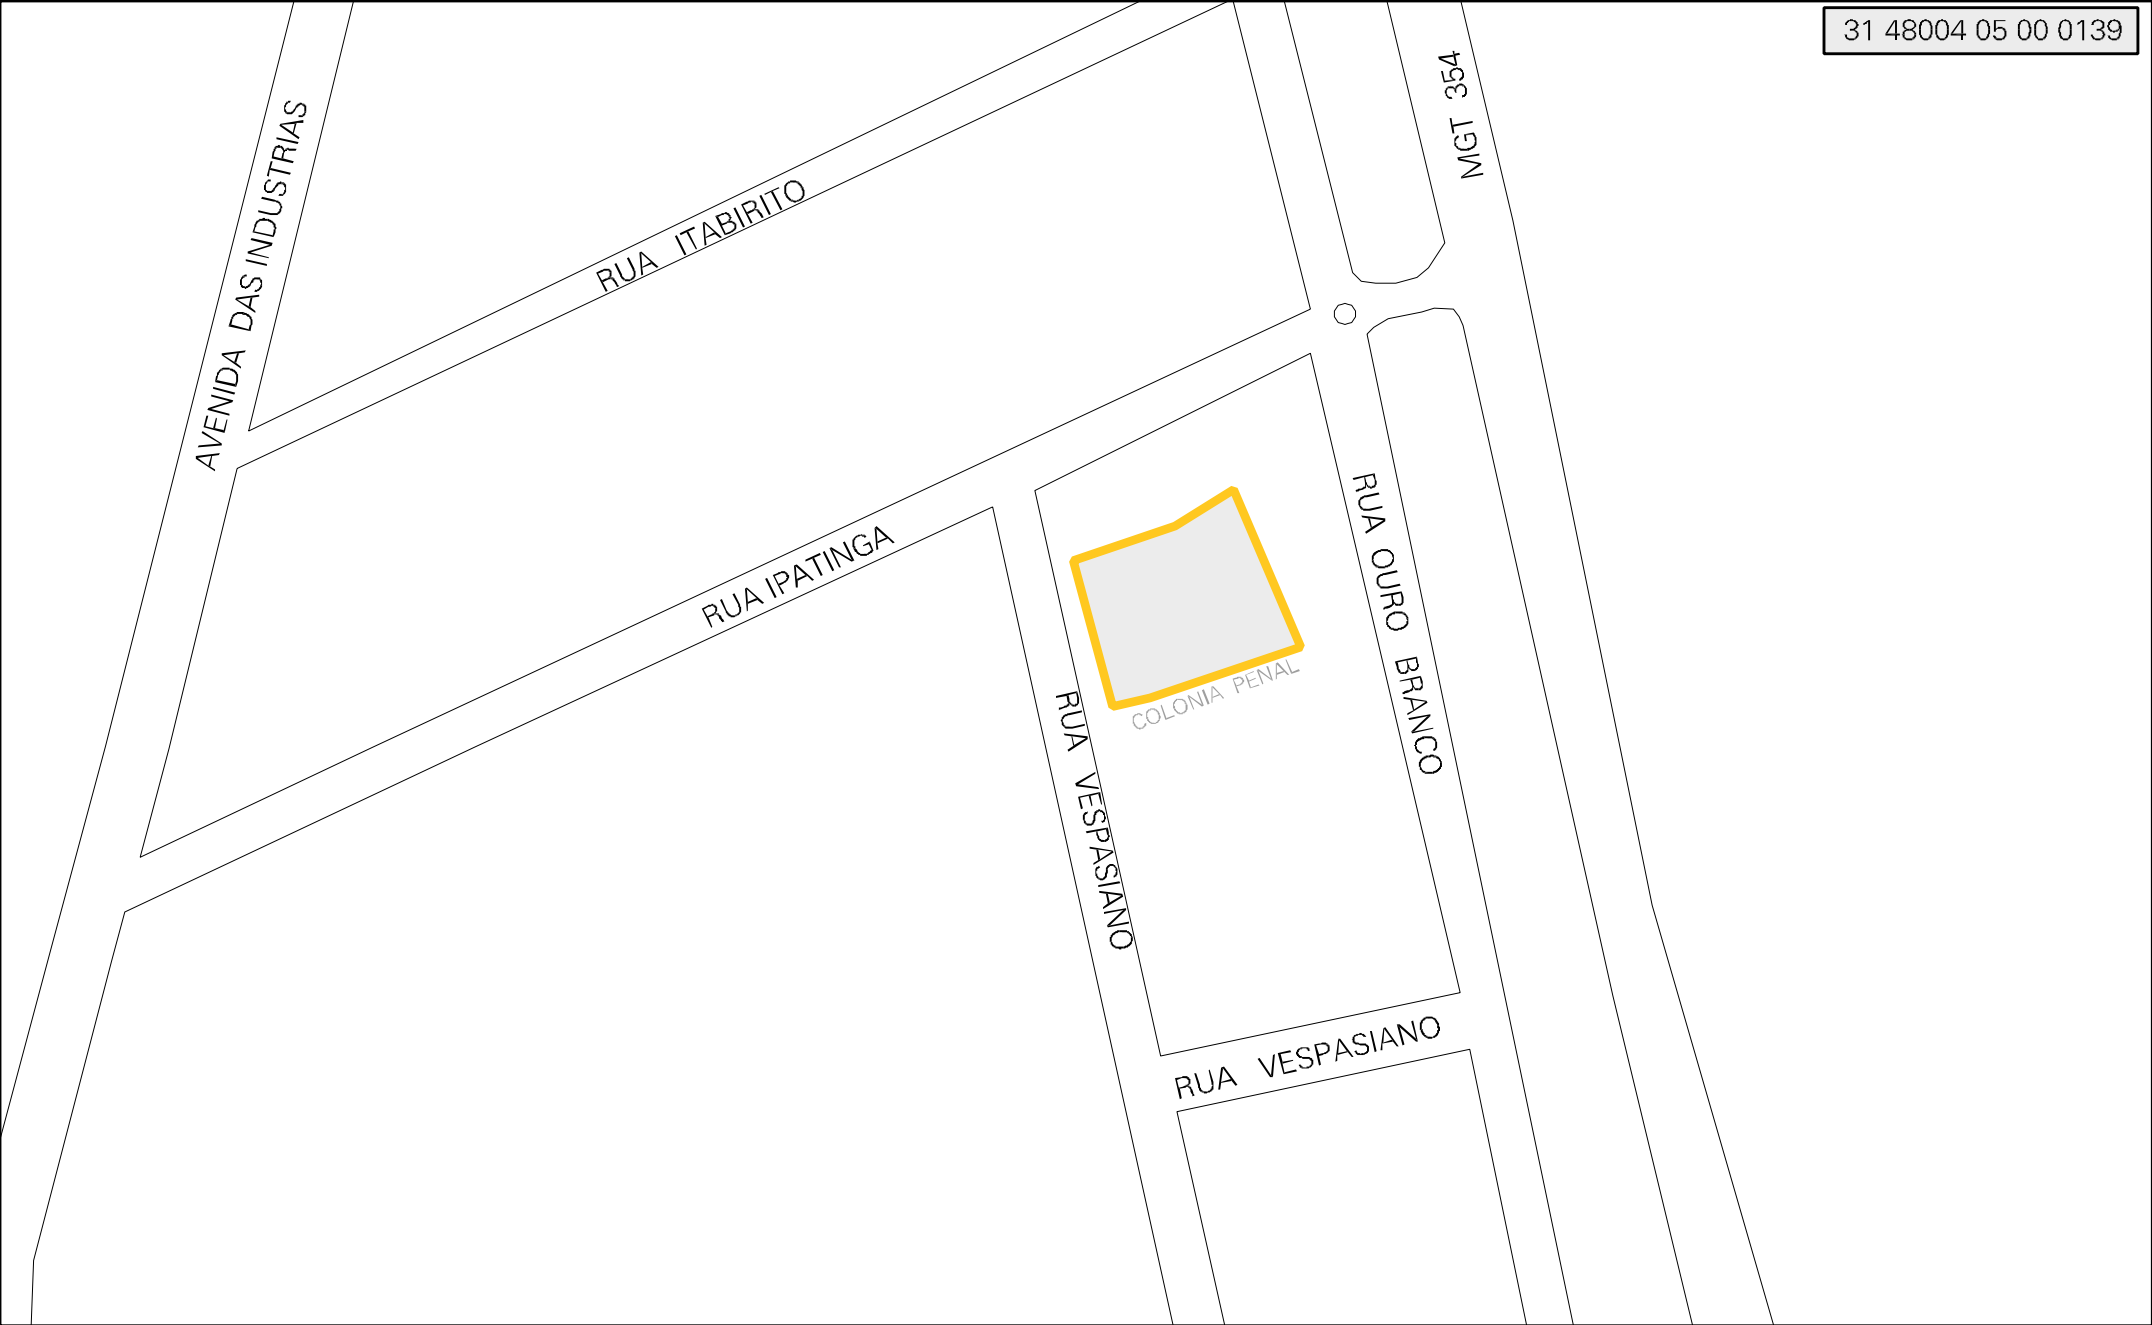 31 48004 05 00 0139
MGT 354
AVENIDA DAS INDUSTRIAS
RUA ITABIRITO
RUA IPATINGA
RUA OURO BRANCO
COLONIA PENAL
RUA VESPASIANO
RUA VESPASIANO